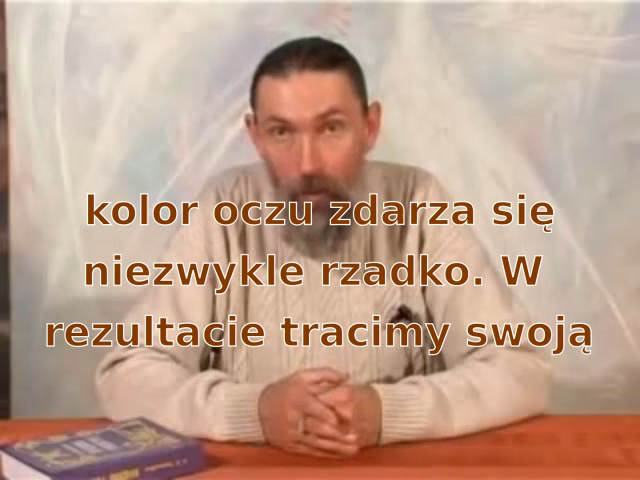 kolor oczu zdarza się
niezwykle rzadko. W
rezultacie tracimy swoją